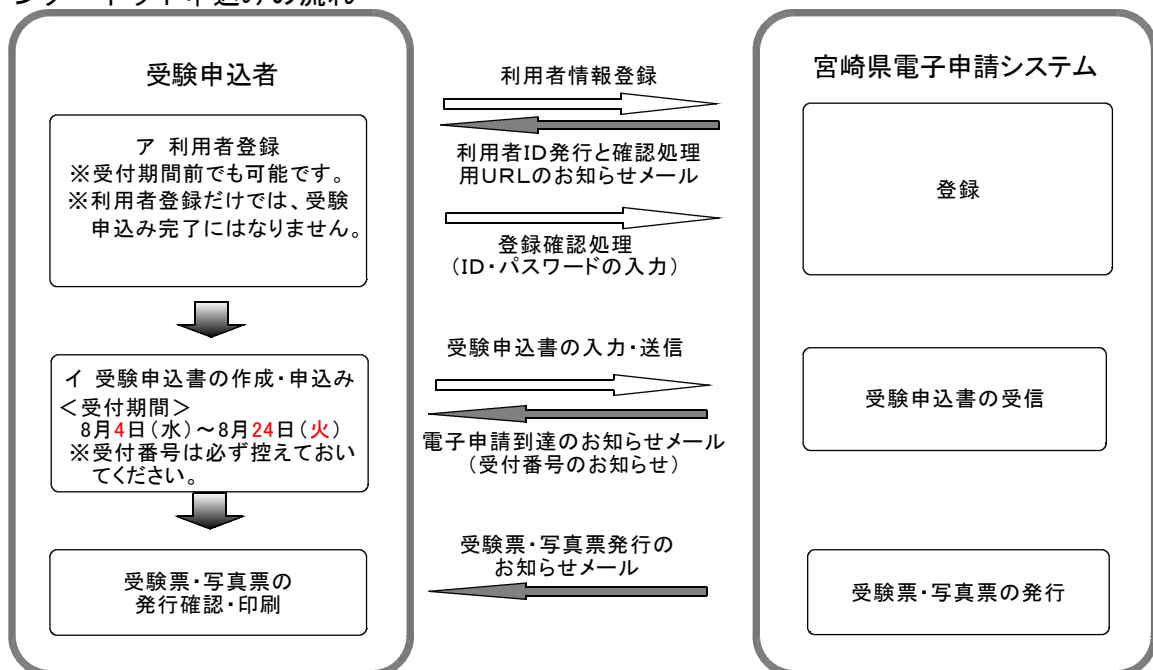 受験申込者
ア 利用者登録
※受付期間前でも可能です。
※利用者登録だけでは、受験
申込み完了にはなりません。
イ 受験申込書の作成・申込み
＜受付期間＞
8月4日(水)～8月24日(火)
※受付番号は必ず控えておい
てください。
受験票・写真票の
発行確認・印刷
利用者情報登録
利用者ID発行と確認処理
用URLのお知らせメール
登録確認処理
(ID・パスワードの入力)
受験申込書の入力・送信
電子申請到達のお知らせメール
(受付番号のお知らせ)
受験票・写真票発行の
お知らせメール
宮崎県電子申請システム
登録
受験申込書の受信
受験票・写真票の発行